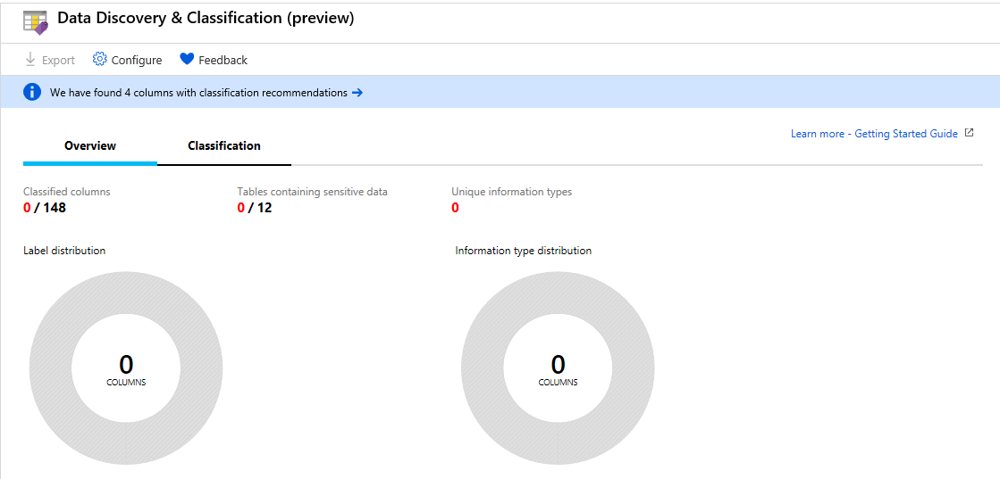 Data Discovery & Classification (preview)
Export Configure Feedback
We have found 4 columns with classification recommendations →
Learn more - Getting Started Guide
Overview Classification
Classified columns Tables containing sensitive data Unique information types
0 / 148 0 / 12 0
Label distribution Information type distribution
0 0
COLUMNS COLUMNS